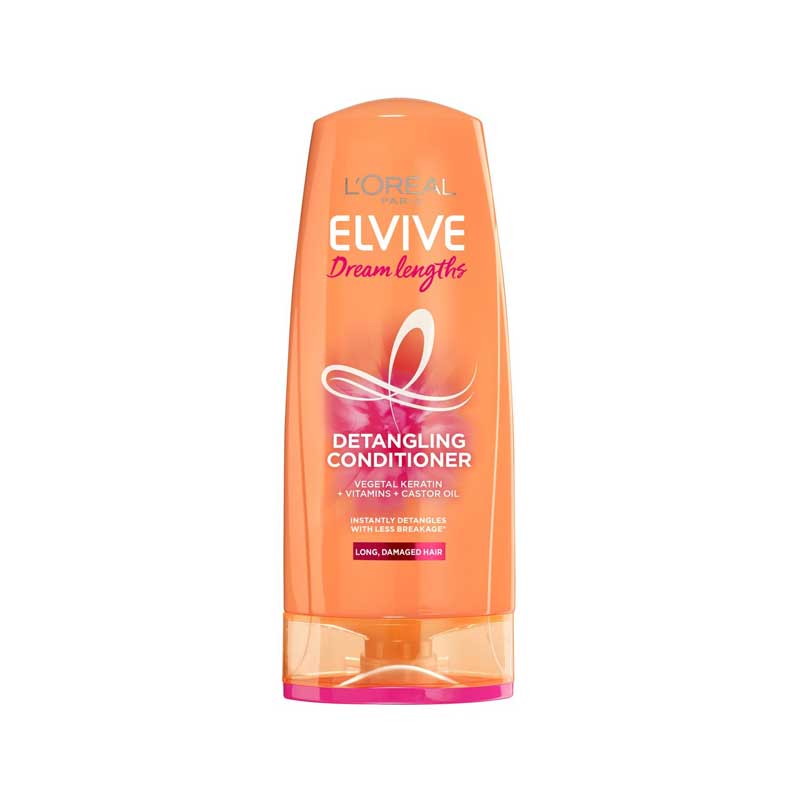 L'ORÉAL
PARIS
ELVIVE
Dream lengths
DETANGLING
CONDITIONER
VEGETAL KERATIN
+ VITAMINS + CASTOR OIL
INSTANTLY DETANGLES
WITH LESS BREAKAGE*
LONG, DAMAGED HAIR